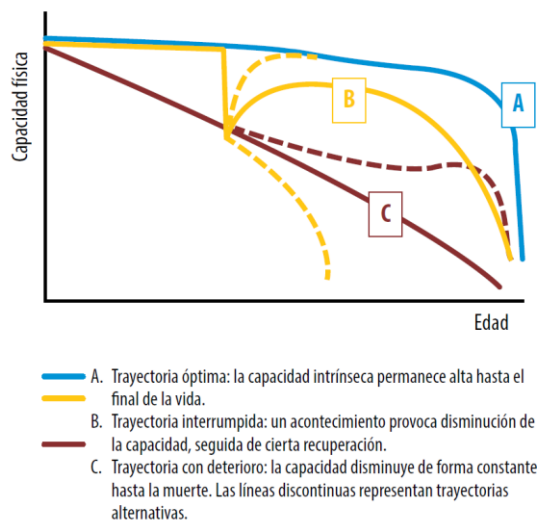 Capacidad física
B
A
C
Edad
A. Trayectoria óptima: la capacidad intrínseca permanece alta hasta el
final de la vida.
B. Trayectoria interrumpida: un acontecimiento provoca disminución de
la capacidad, seguida de cierta recuperación.
C. Trayectoria con deterioro: la capacidad disminuye de forma constante
hasta la muerte. Las líneas discontinuas representan trayectorias
alternativas.